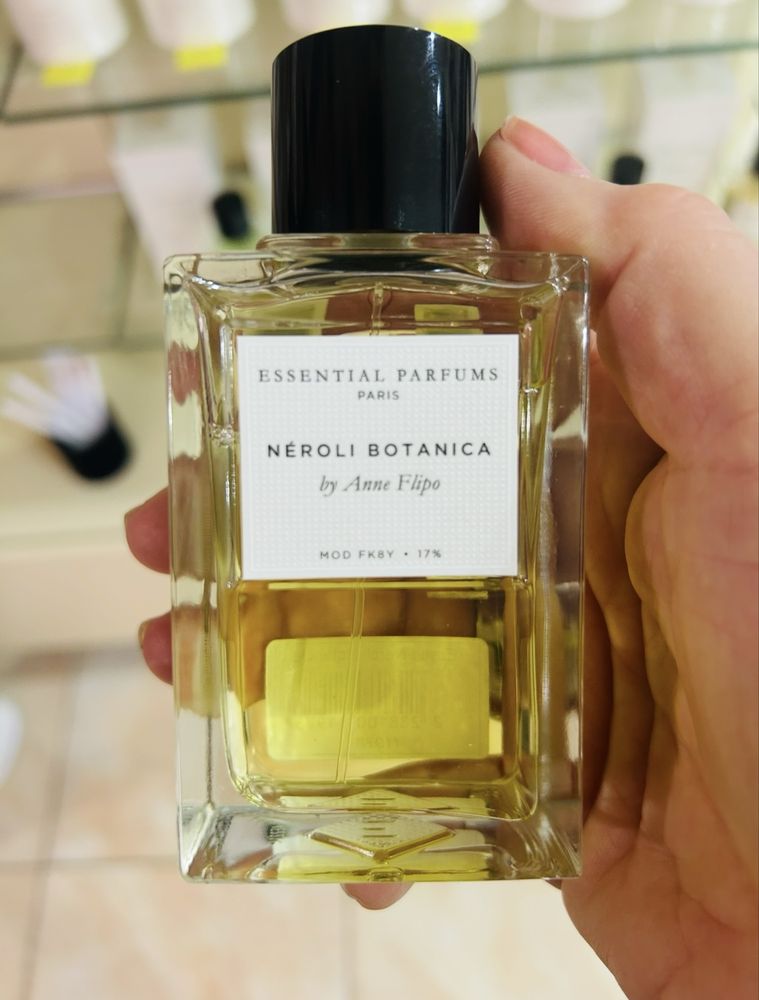 ESSENTIAL PARFUMS
PARIS
NÉROLI BOTANICA
by Anne Flipo
MOD FK8Y • 17%